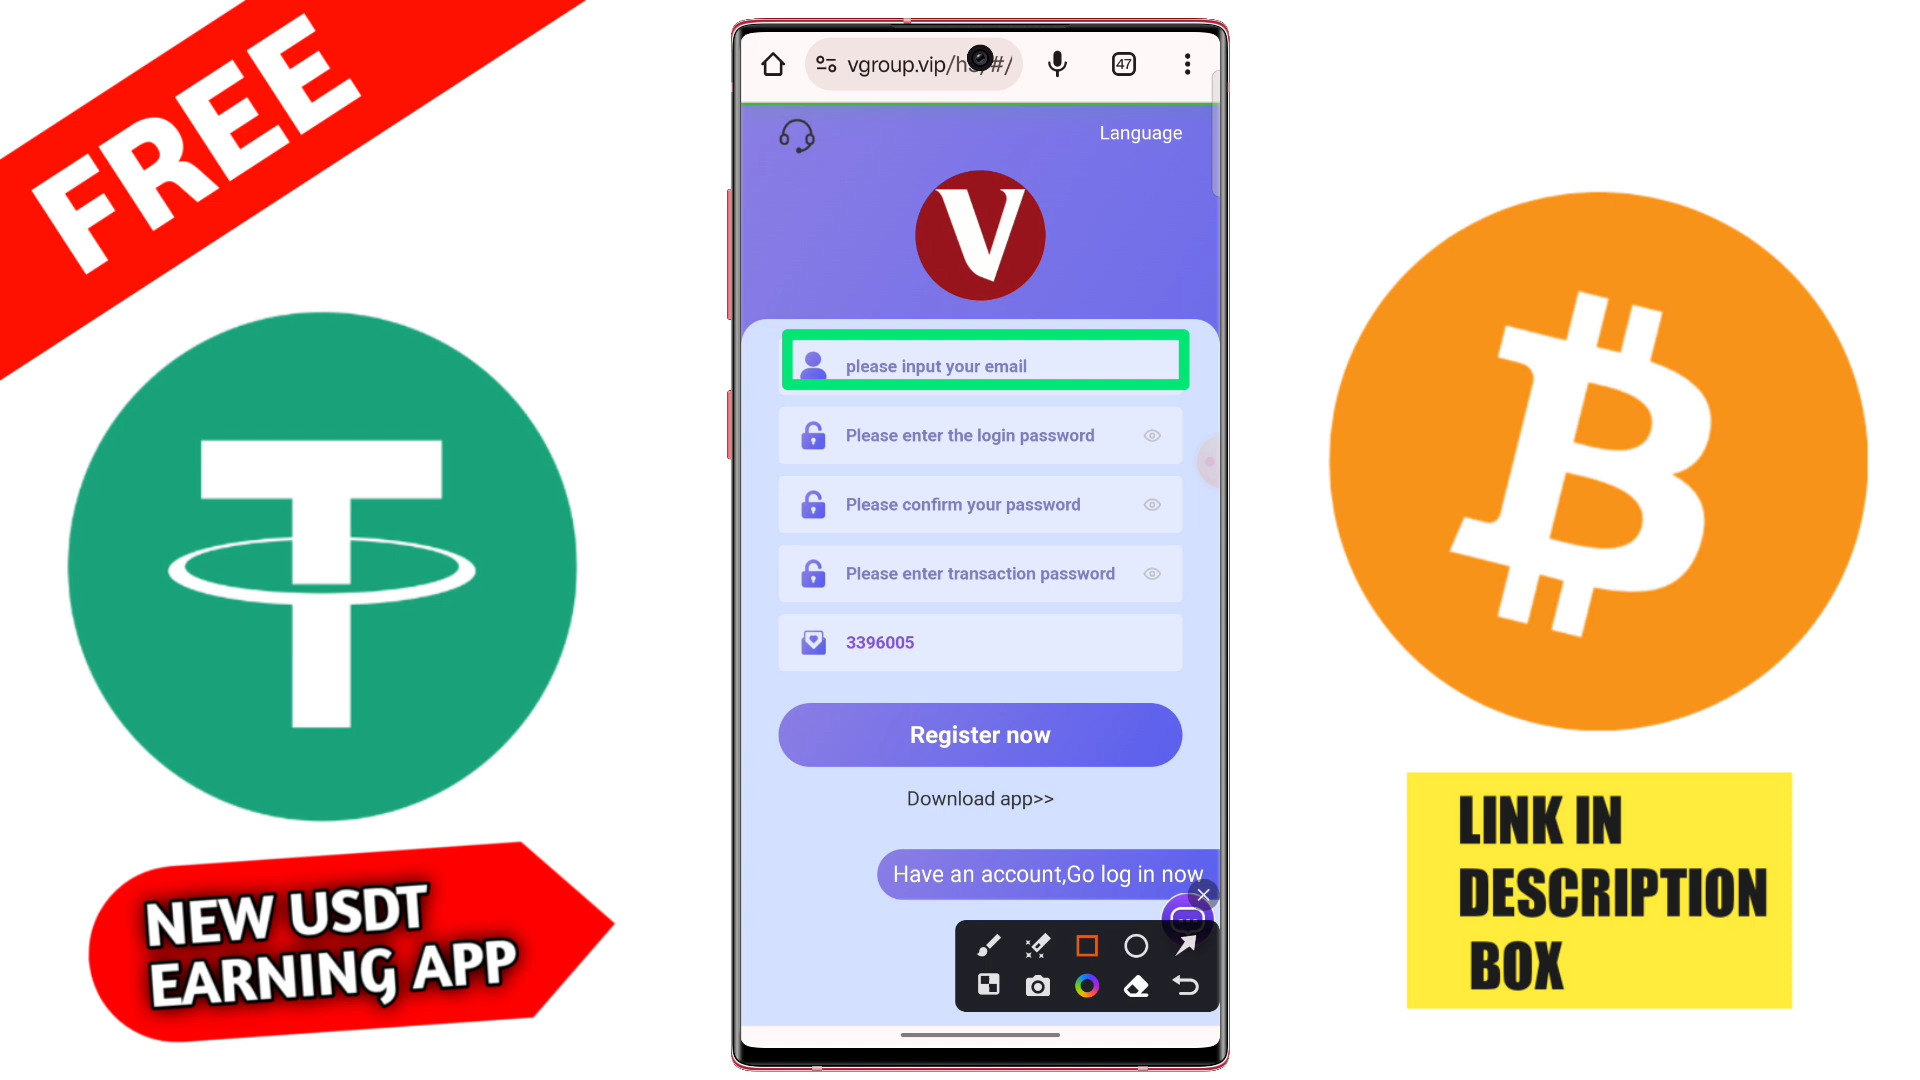 FREE
47
vgroup.vip/h5/#/
Language
V
please input your email
Please enter the login password
Please confirm your password
Please enter transaction password
3396005
Register now
Download app>>
Have an account,Go log in now
NEW USDT
EARNING APP
LINK IN
DESCRIPTION
BOX